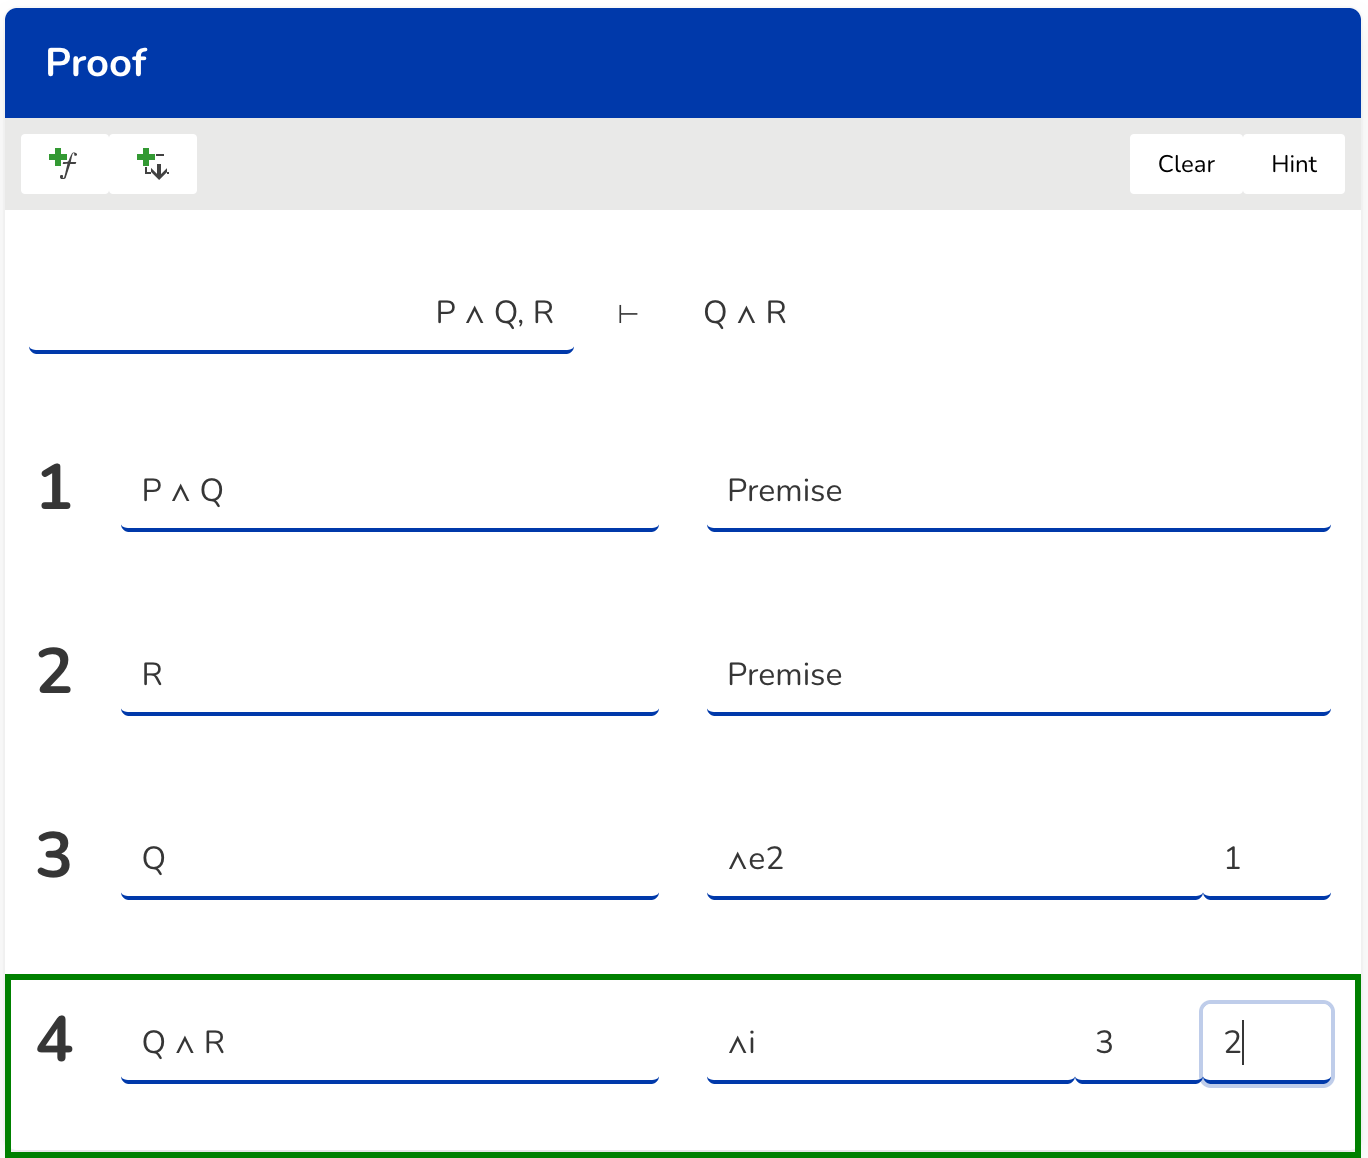 Proof
Clear Hint
P ∧ Q, R ⊢ Q ∧ R
1 P ∧ Q Premise
2 R Premise
3 Q ∧e2 1
4 Q ∧ R ∧i 3 2